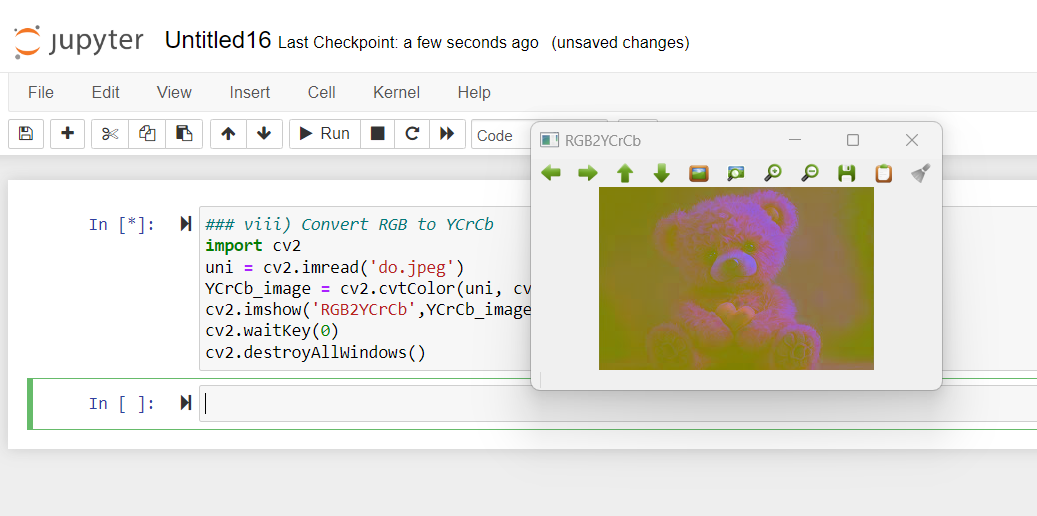 jupyter Untitled16 Last Checkpoint: a few seconds ago (unsaved changes)
File Edit View Insert Cell Kernel Help
Run Code
RGB2YCrCb
In [*]:
### viii) Convert RGB to YCrCb
import cv2
uni = cv2.imread('do.jpeg')
YCrCb_image = cv2.cvtColor(uni, cv
cv2.imshow('RGB2YCrCb',YCrCb_image
cv2.waitKey(0)
cv2.destroyAllWindows()
In [ ]: